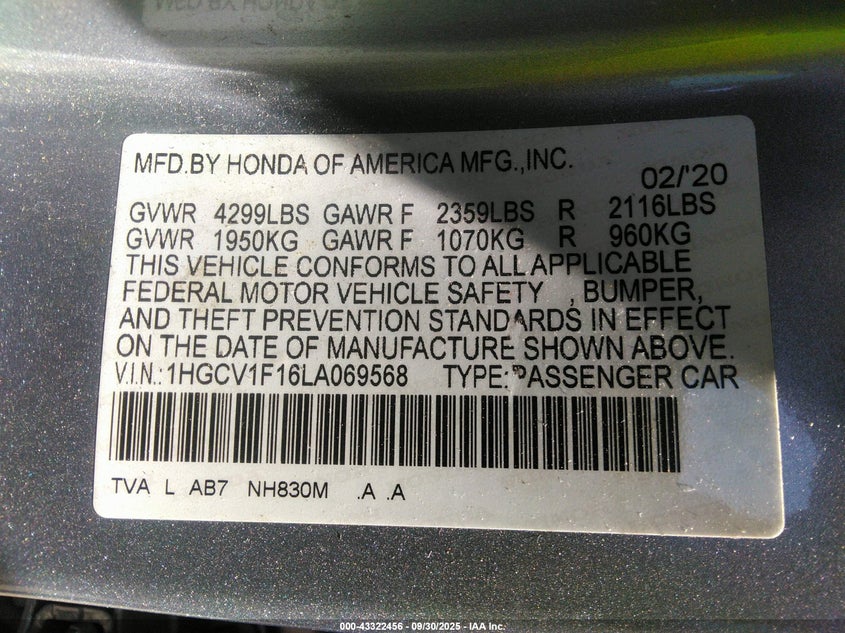 MFD.BY HONDA OF AMERICA MFG.,INC. 02/'20
GVWR 4299LBS GAWR F 2359LBS R 2116LBS
GVWR 1950KG GAWR F 1070KG R 960KG
THIS VEHICLE CONFORMS TO ALL APPLICABLE
FEDERAL MOTOR VEHICLE SAFETY , BUMPER,
AND THEFT PREVENTION STANDARDS IN EFFECT
ON THE DATE OF MANUFACTURE SHOWN ABOVE.
V.I.N.:1HGCV1F16LA069568 TYPE:PASSENGER CAR
TVA L AB7 NH830M .A .A
000-43322456 - 09/30/2025 - IAA Inc.